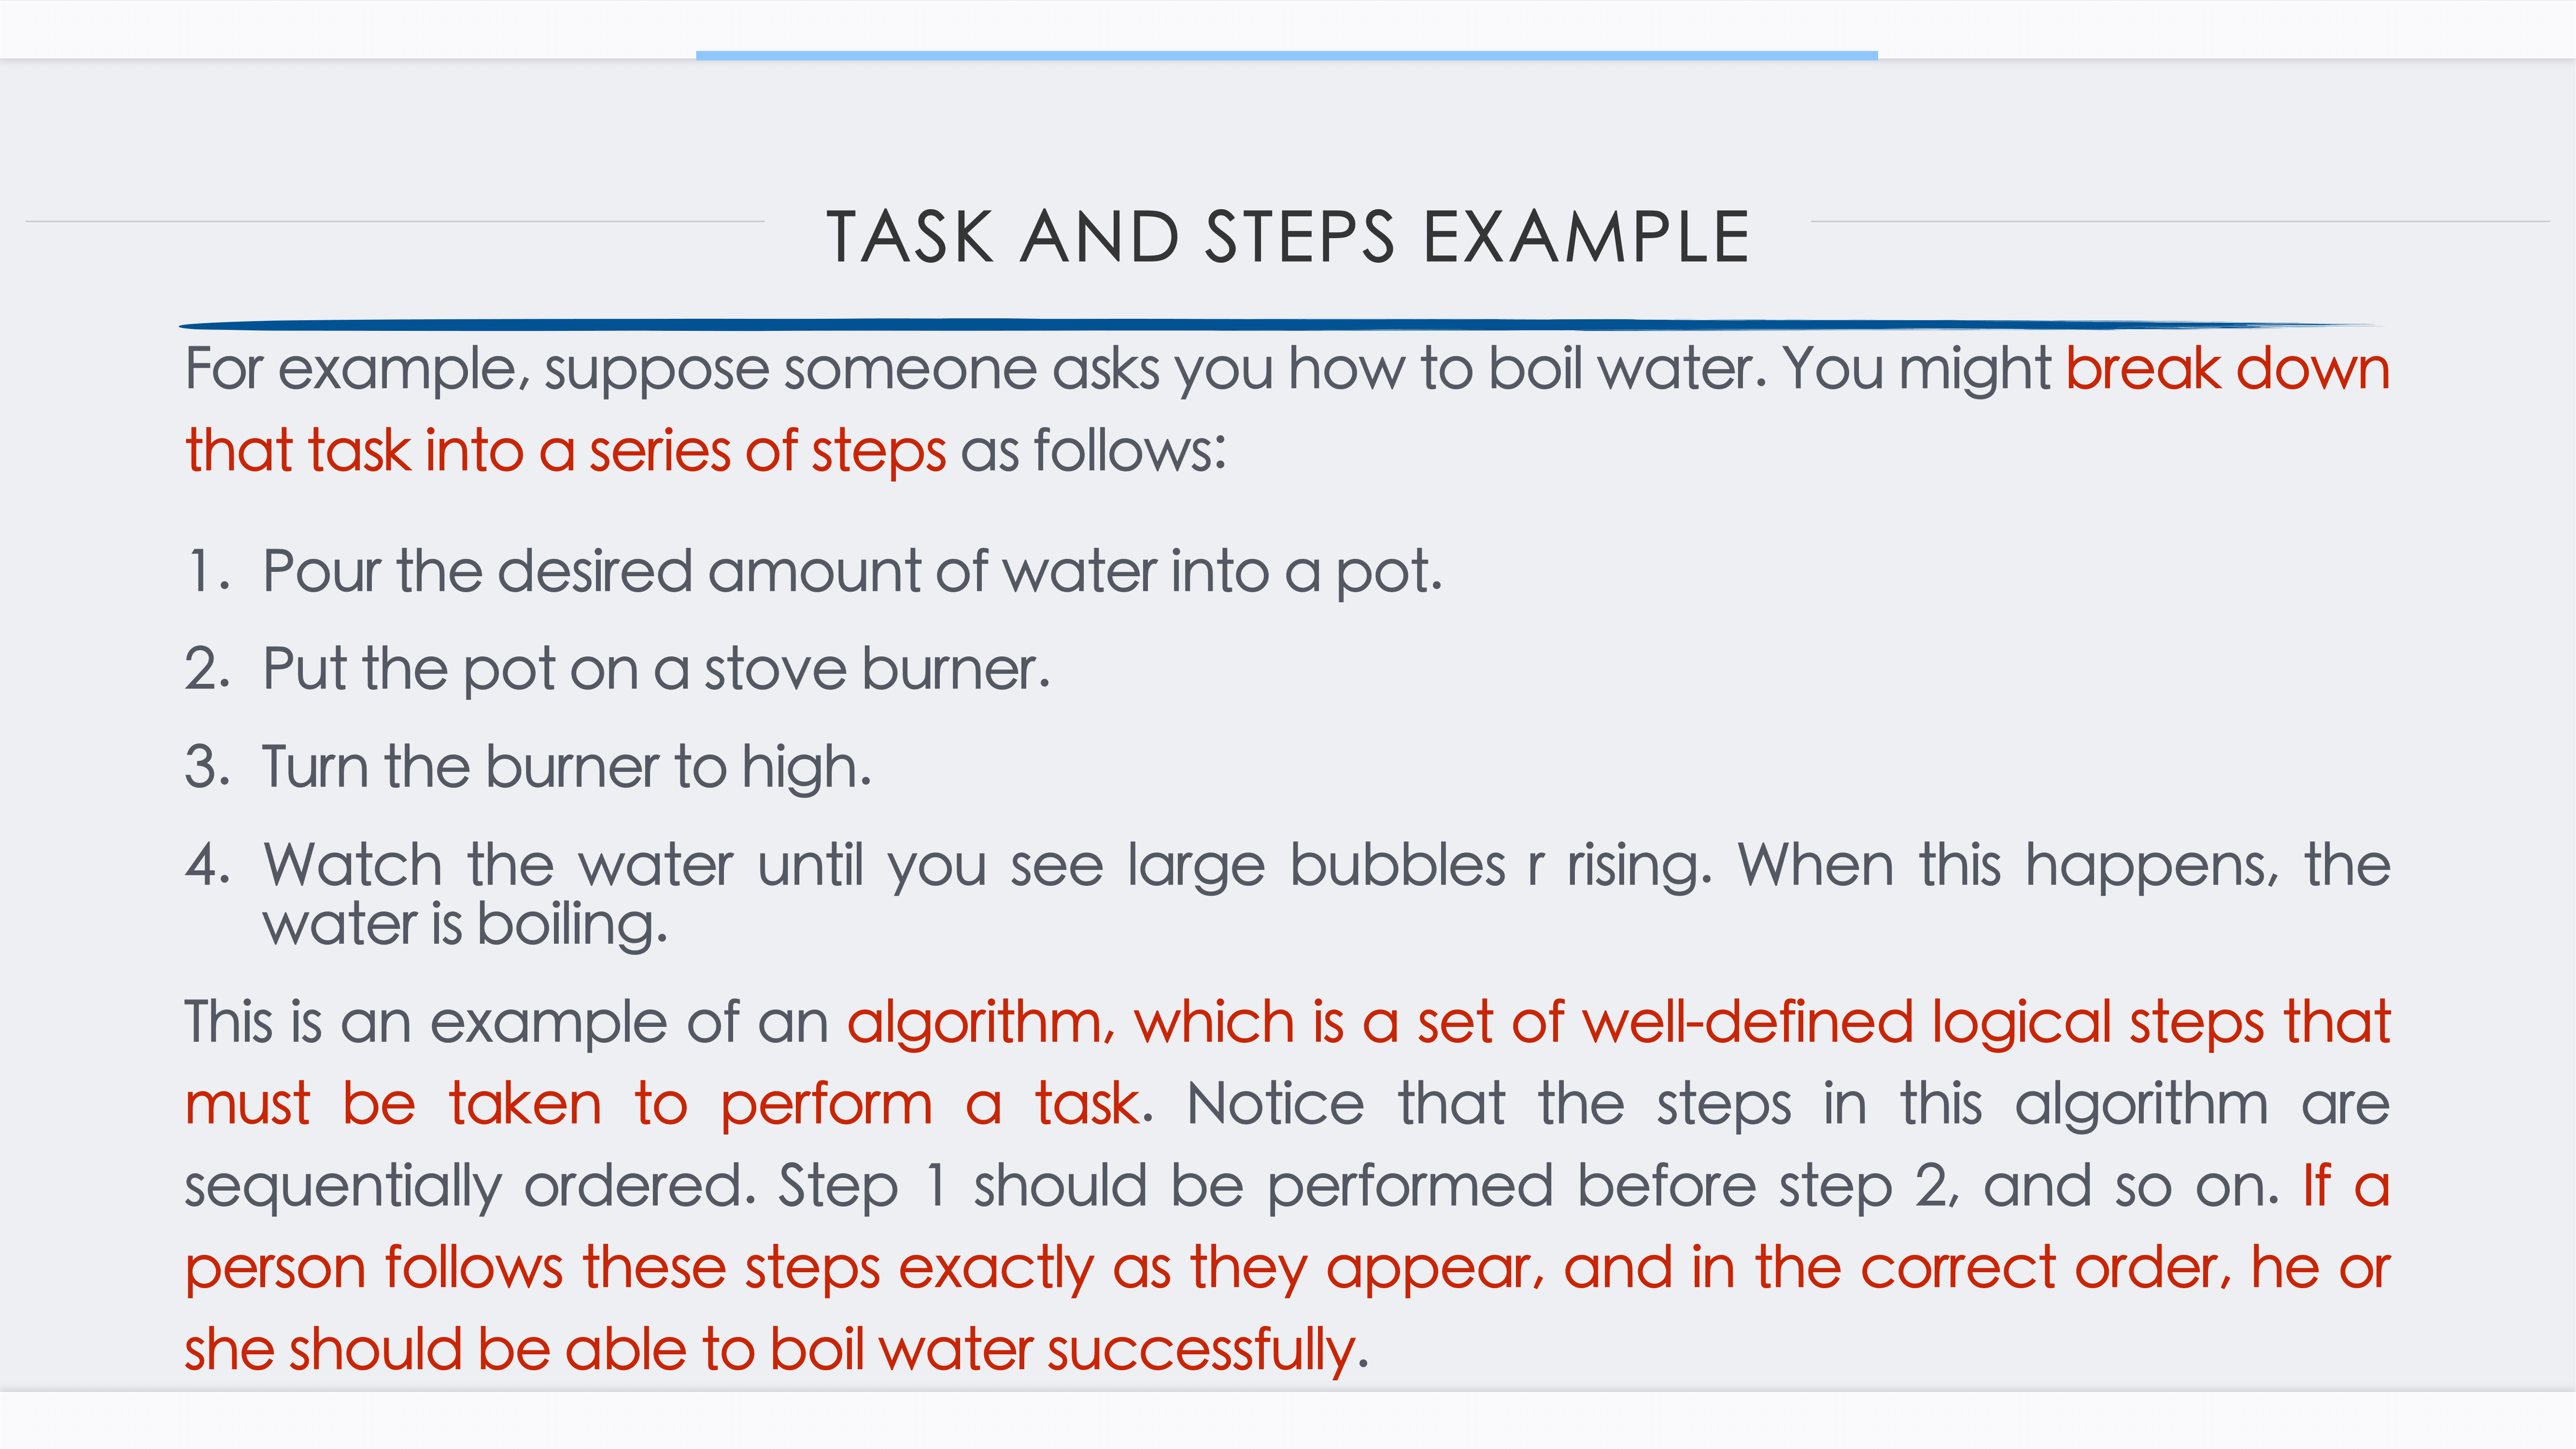 TASK AND STEPS EXAMPLE
For example, suppose someone asks you how to boil water. You might break down
that task into a series of steps as follows:
1. Pour the desired amount of water into a pot.
2. Put the pot on a stove burner.
3. Turn the burner to high.
4. Watch the water until you see large bubbles r rising. When this happens, the
water is boiling.
This is an example of an algorithm, which is a set of well-defined logical steps that
must be taken to perform a task. Notice that the steps in this algorithm are
sequentially ordered. Step 1 should be performed before step 2, and so on. If a
person follows these steps exactly as they appear, and in the correct order, he or
she should be able to boil water successfully.